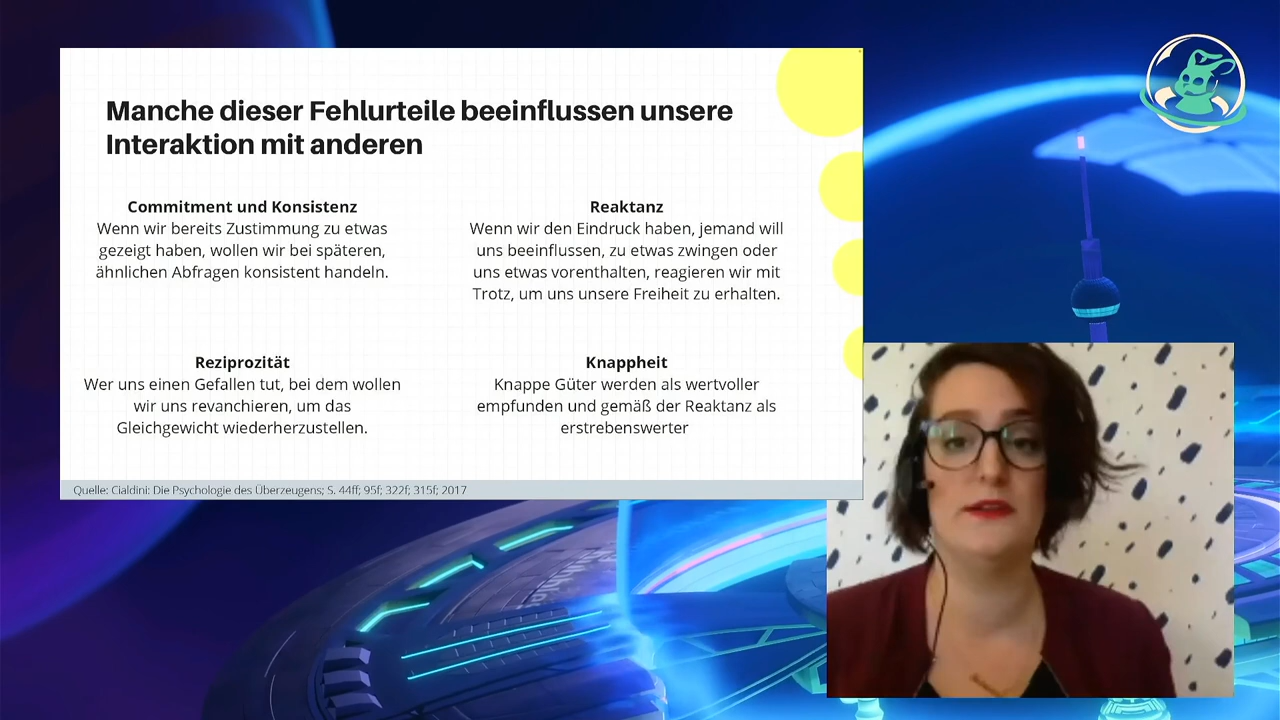 Manche dieser Fehlurteile beeinflussen unsere
Interaktion mit anderen
Commitment und Konsistenz
Wenn wir bereits Zustimmung zu etwas
gezeigt haben, wollen wir bei späteren,
ähnlichen Abfragen konsistent handeln.
Reaktanz
Wenn wir den Eindruck haben, jemand will
uns beeinflussen, zu etwas zwingen oder
uns etwas vorenthalten, reagieren wir mit
Trotz, um uns unsere Freiheit zu erhalten.
Reziprozität
Wer uns einen Gefallen tut, bei dem wollen
wir uns revanchieren, um das
Gleichgewicht wiederherzustellen.
Knappheit
Knappe Güter werden als wertvoller
empfunden und gemäß der Reaktanz als
erstrebenswerter
Quelle: Cialdini: Die Psychologie des Überzeugens; S. 44ff; 95f; 322f; 315f; 2017